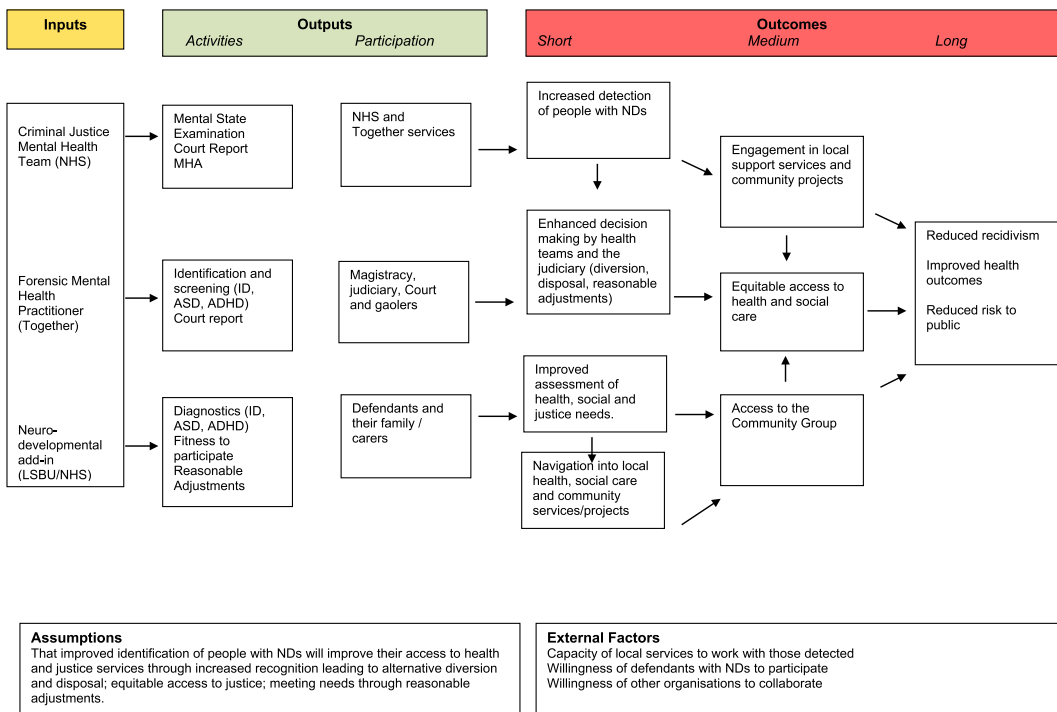 Inputs
Outputs
Activities
Participation
Outcomes
Short
Medium
Long
Criminal Justice
Mental Health
Team (NHS)
Forensic Mental
Health
Practitioner
(Together)
Neuro-
developmental
add-in
(LSBU/NHS)
Mental State
Examination
Court Report
MHA
Identification and
screening (ID,
ASD, ADHD)
Court report
Diagnostics (ID,
ASD, ADHD)
Fitness to
participate
Reasonable
Adjustments
NHS and
Together services
Magistracy,
judiciary, Court
and gaolers
Defendants and
their family /
carers
Increased detection
of people with NDs
Enhanced decision
making by health
teams and the
judiciary (diversion,
disposal, reasonable
adjustments)
Improved
assessment of
health, social and
justice needs.
Navigation into local
health, social care
and community
services/projects
Engagement in local
support services and
community projects
Equitable access to
health and social
care
Access to the
Community Group
Reduced recidivism
Improved health
outcomes
Reduced risk to
public
Assumptions
That improved identification of people with NDs will improve their access to health
and justice services through increased recognition leading to alternative diversion
and disposal; equitable access to justice; meeting needs through reasonable
adjustments.
External Factors
Capacity of local services to work with those detected
Willingness of defendants with NDs to participate
Willingness of other organisations to collaborate